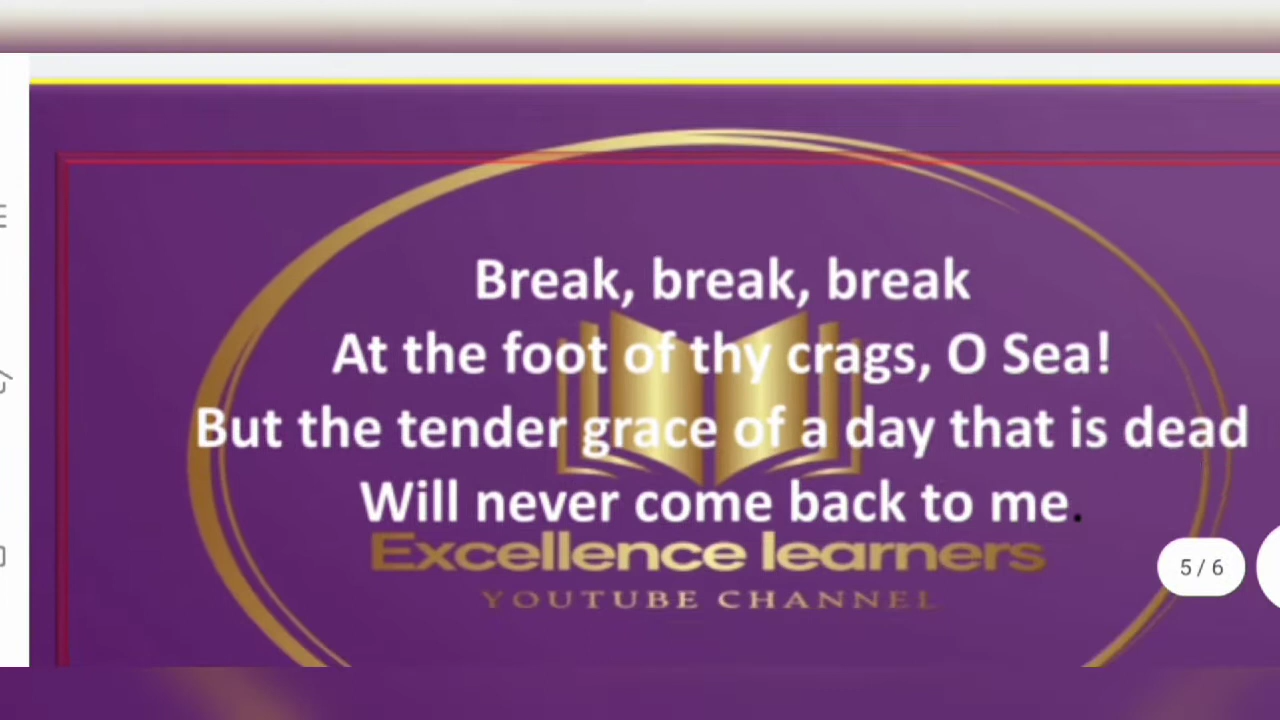 Break, break, break
At the foot of thy crags, O Sea!
But the tender grace of a day that is dead
Will never come back to me.
Excellence learners
YOUTUBE CHANNEL
5 / 6